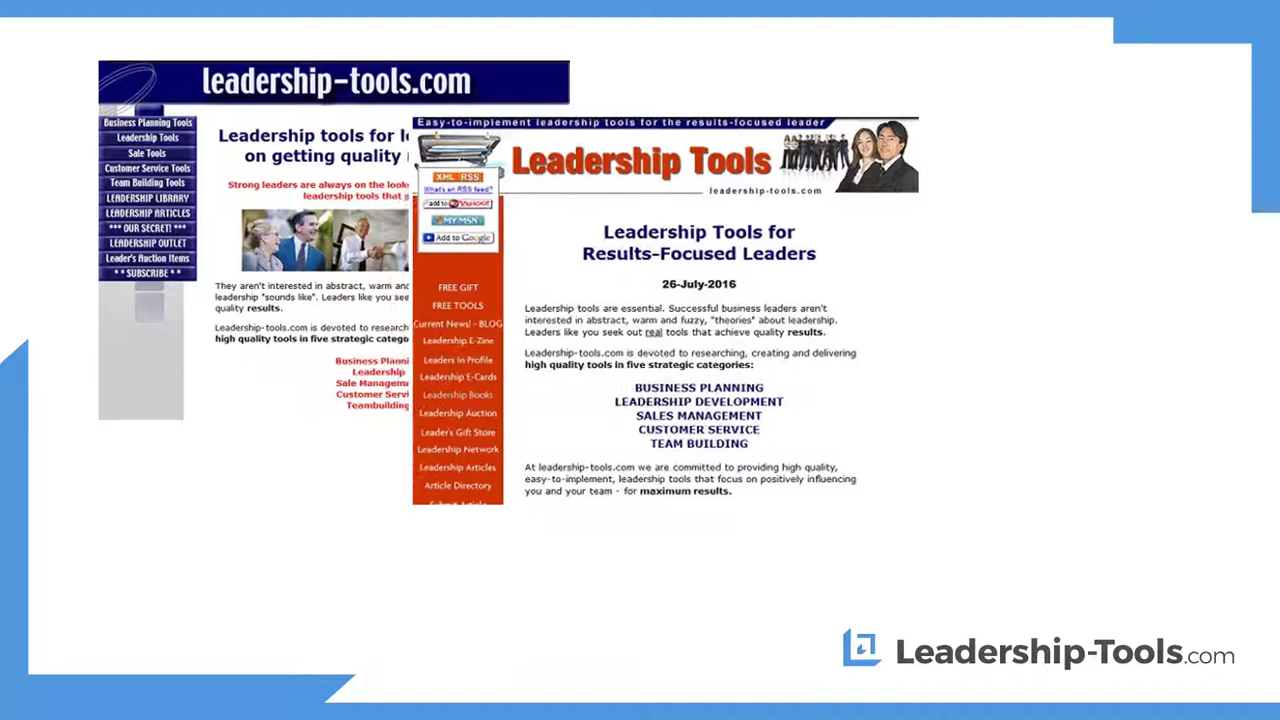 leadership-tools.com
Business Planning Tools
Leadership Tools
Sale Tools
Customer Service Tools
Team Building Tools
LEADERSHIP LIBRARY
LEADERSHIP ARTICLES
*** OUR SECRET! ***
LEADERSHIP OUTLET
Leader's Auction Items
** SUBSCRIBE **
Leadership tools for
on getting quality
Strong leaders are always on the
leadership tools that
They aren't interested in abstract, warm and
leadership "sounds like". Leaders like you
quality results.
Leadership-tools.com is devoted to
high quality tools in five strategic
Business
Leadership
Sale
Customer
Teambuilding
Easy-to-implement leadership tools for the results-focused leader
Leadership Tools
leadership-tools.com
XML RSS
What's an RSS feed?
add to MY YAHOO!
MY MSN
Add to Google
FREE GIFT
FREE TOOLS
Current News! - BLOG
Leadership E-Zine
Leaders In Profile
Leadership E-Cards
Leadership Books
Leadership Auction
Leader's Gift Store
Leadership Network
Leadership Articles
Article Directory
Submit Article
Leadership Tools for
Results-Focused Leaders
26-July-2016
Leadership tools are essential. Successful business leaders aren't
interested in abstract, warm and fuzzy, "theories" about leadership.
Leaders like you seek out real tools that achieve quality results.
Leadership-tools.com is devoted to researching, creating and delivering
high quality tools in five strategic categories:
BUSINESS PLANNING
LEADERSHIP DEVELOPMENT
SALES MANAGEMENT
CUSTOMER SERVICE
TEAM BUILDING
At leadership-tools.com we are committed to providing high quality,
easy-to-implement, leadership tools that focus on positively influencing
you and your team - for maximum results.
Leadership-Tools.com